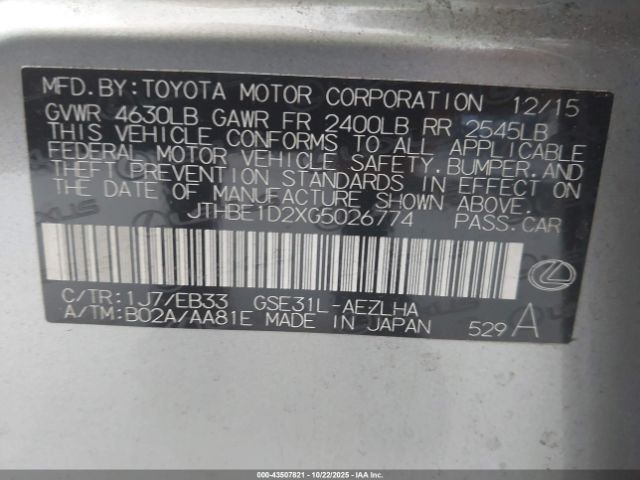 MFD.BY:TOYOTA MOTOR CORPORATION 12/15
GVWR 4630LB GAWR FR 2400LB RR 2545LB
THIS VEHICLE CONFORMS TO ALL APPLICABLE
FEDERAL MOTOR VEHICLE SAFETY.BUMPER.AND
THEFT PREVENTION STANDARDS IN EFFECT ON
THE DATE OF MANUFACTURE SHOWN ABOVE.
JTHBE1D2XG5026774 PASS.CAR
C/TR:1J7/EB33 GSE31L-AEZLHA
A/TM:B02A/AA81E MADE IN JAPAN 529A
000-43507821 - 10/22/2025 - IAAI.COM